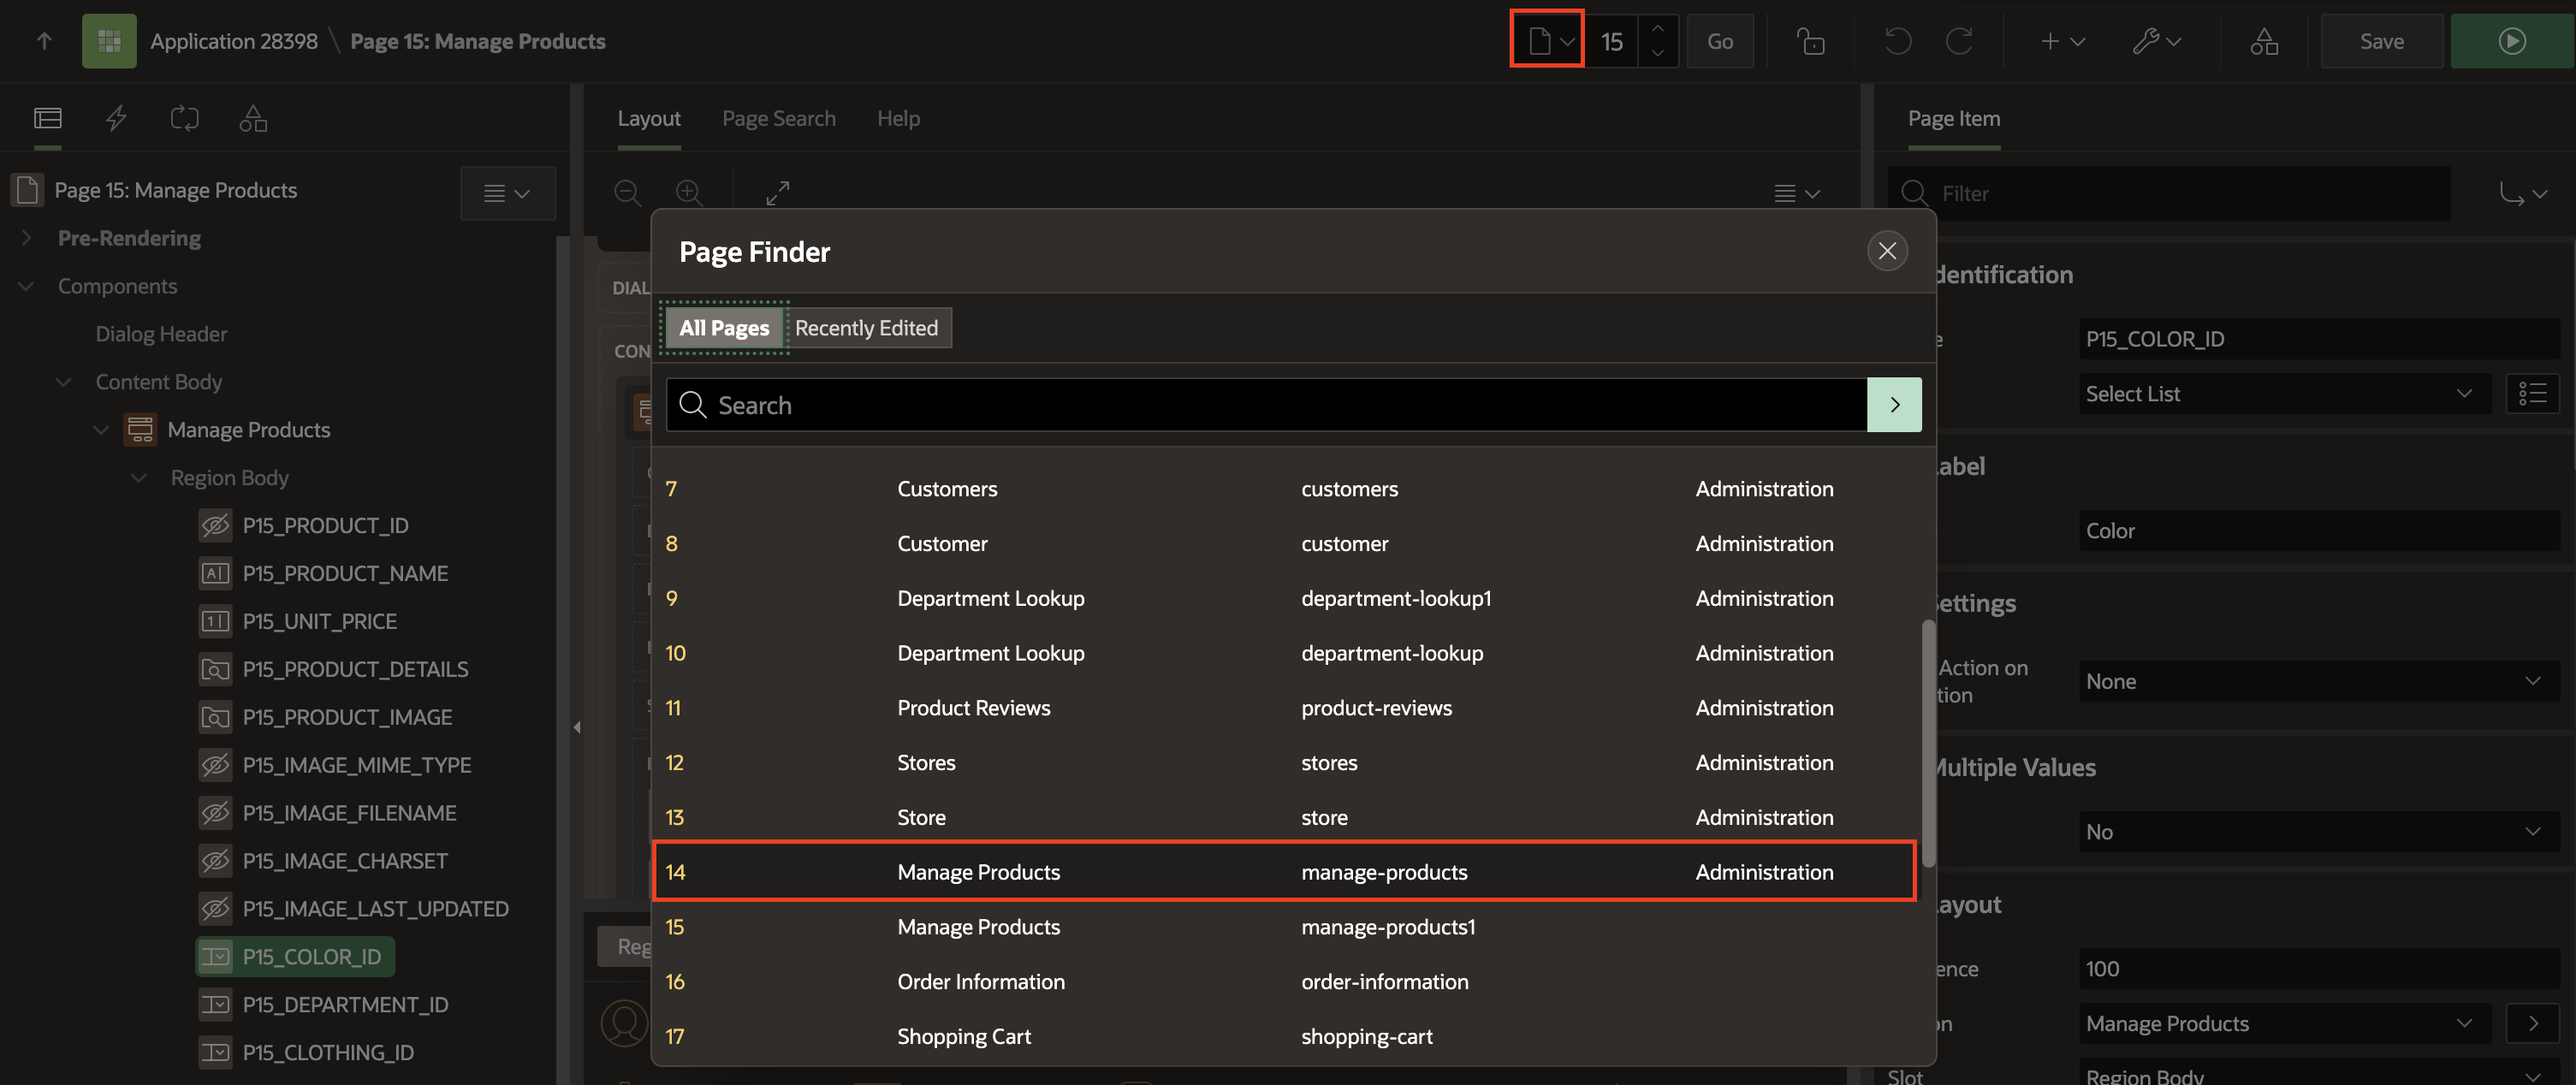 Application 28398 \ Page 15: Manage Products
15
Go
Save
Layout
Page Search
Help
Page Item
Page 15: Manage Products
Filter
Pre-Rendering
Components
Dialog Header
Content Body
Manage Products
Region Body
P15_PRODUCT_ID
P15_PRODUCT_NAME
P15_UNIT_PRICE
P15_PRODUCT_DETAILS
P15_PRODUCT_IMAGE
P15_IMAGE_MIME_TYPE
P15_IMAGE_FILENAME
P15_IMAGE_CHARSET
P15_IMAGE_LAST_UPDATED
P15_COLOR_ID
P15_DEPARTMENT_ID
P15_CLOTHING_ID
DIAL
CON
Reg
Page Finder
All Pages
Recently Edited
Search
7 Customers customers Administration
8 Customer customer Administration
9 Department Lookup department-lookup1 Administration
10 Department Lookup department-lookup Administration
11 Product Reviews product-reviews Administration
12 Stores stores Administration
13 Store store Administration
14 Manage Products manage-products Administration
15 Manage Products manage-products1
16 Order Information order-information
17 Shopping Cart shopping-cart
dentification
e P15_COLOR_ID
Select List
abel
Color
ettings
Action on
tion
None
Multiple Values
No
ayout
ence 100
on Manage Products
Slot Region Body